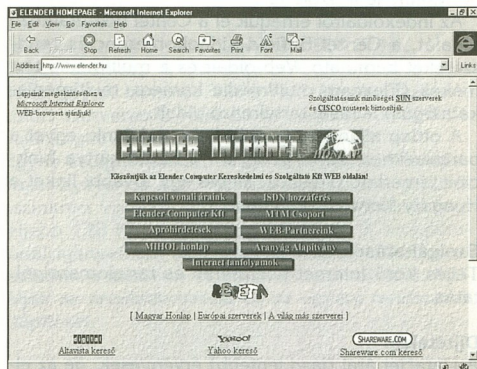 ELENDER HOMEPAGE - Microsoft Internet Explorer
File Edit View Go Favorites Help
Back Stop Refresh Home Search Favorites Print Font Mail
Address http://www.elender.hu Links
Lapjaink megtekintéséhez a
Microsoft Internet Explorer
WEB-browsert ajánljuk!
Szolgáltatásaink minőségét SUN szerverek
és CISCO routerek biztosítják.
ELENDER INTERNET
Köszöntjük az Elender Computer Kereskedelmi és Szolgáltató Kft WEB oldalán!
Kapcsolt vonali áraink ISDN hozzáférés
Elender Computer Kft MTM Csoport
Apróhirdetések WEB-Partnereink
MIHOL honlap Aranyág Alapítvány
Internet tanfolyamok
[ Magyar Honlap | Európai szerverek | A világ más szerverei ]
YAHOO! SHAREWARE.COM
Altavista kereső Yahoo kereső Shareware.com kereső